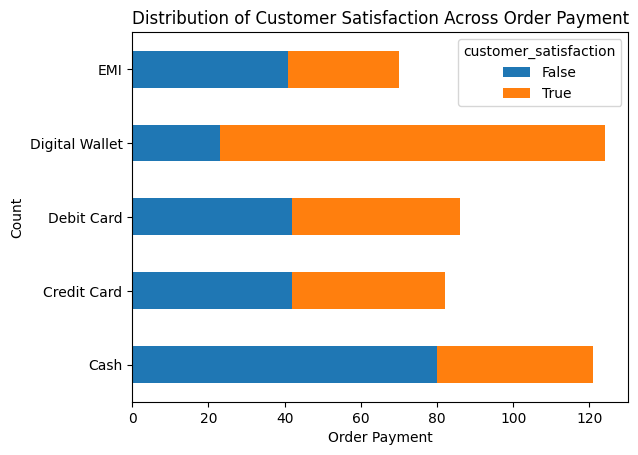 Distribution of Customer Satisfaction Across Order Payment
customer_satisfaction
False
True
EMI
Digital Wallet
Debit Card
Credit Card
Cash
Count
0 20 40 60 80 100 120
Order Payment